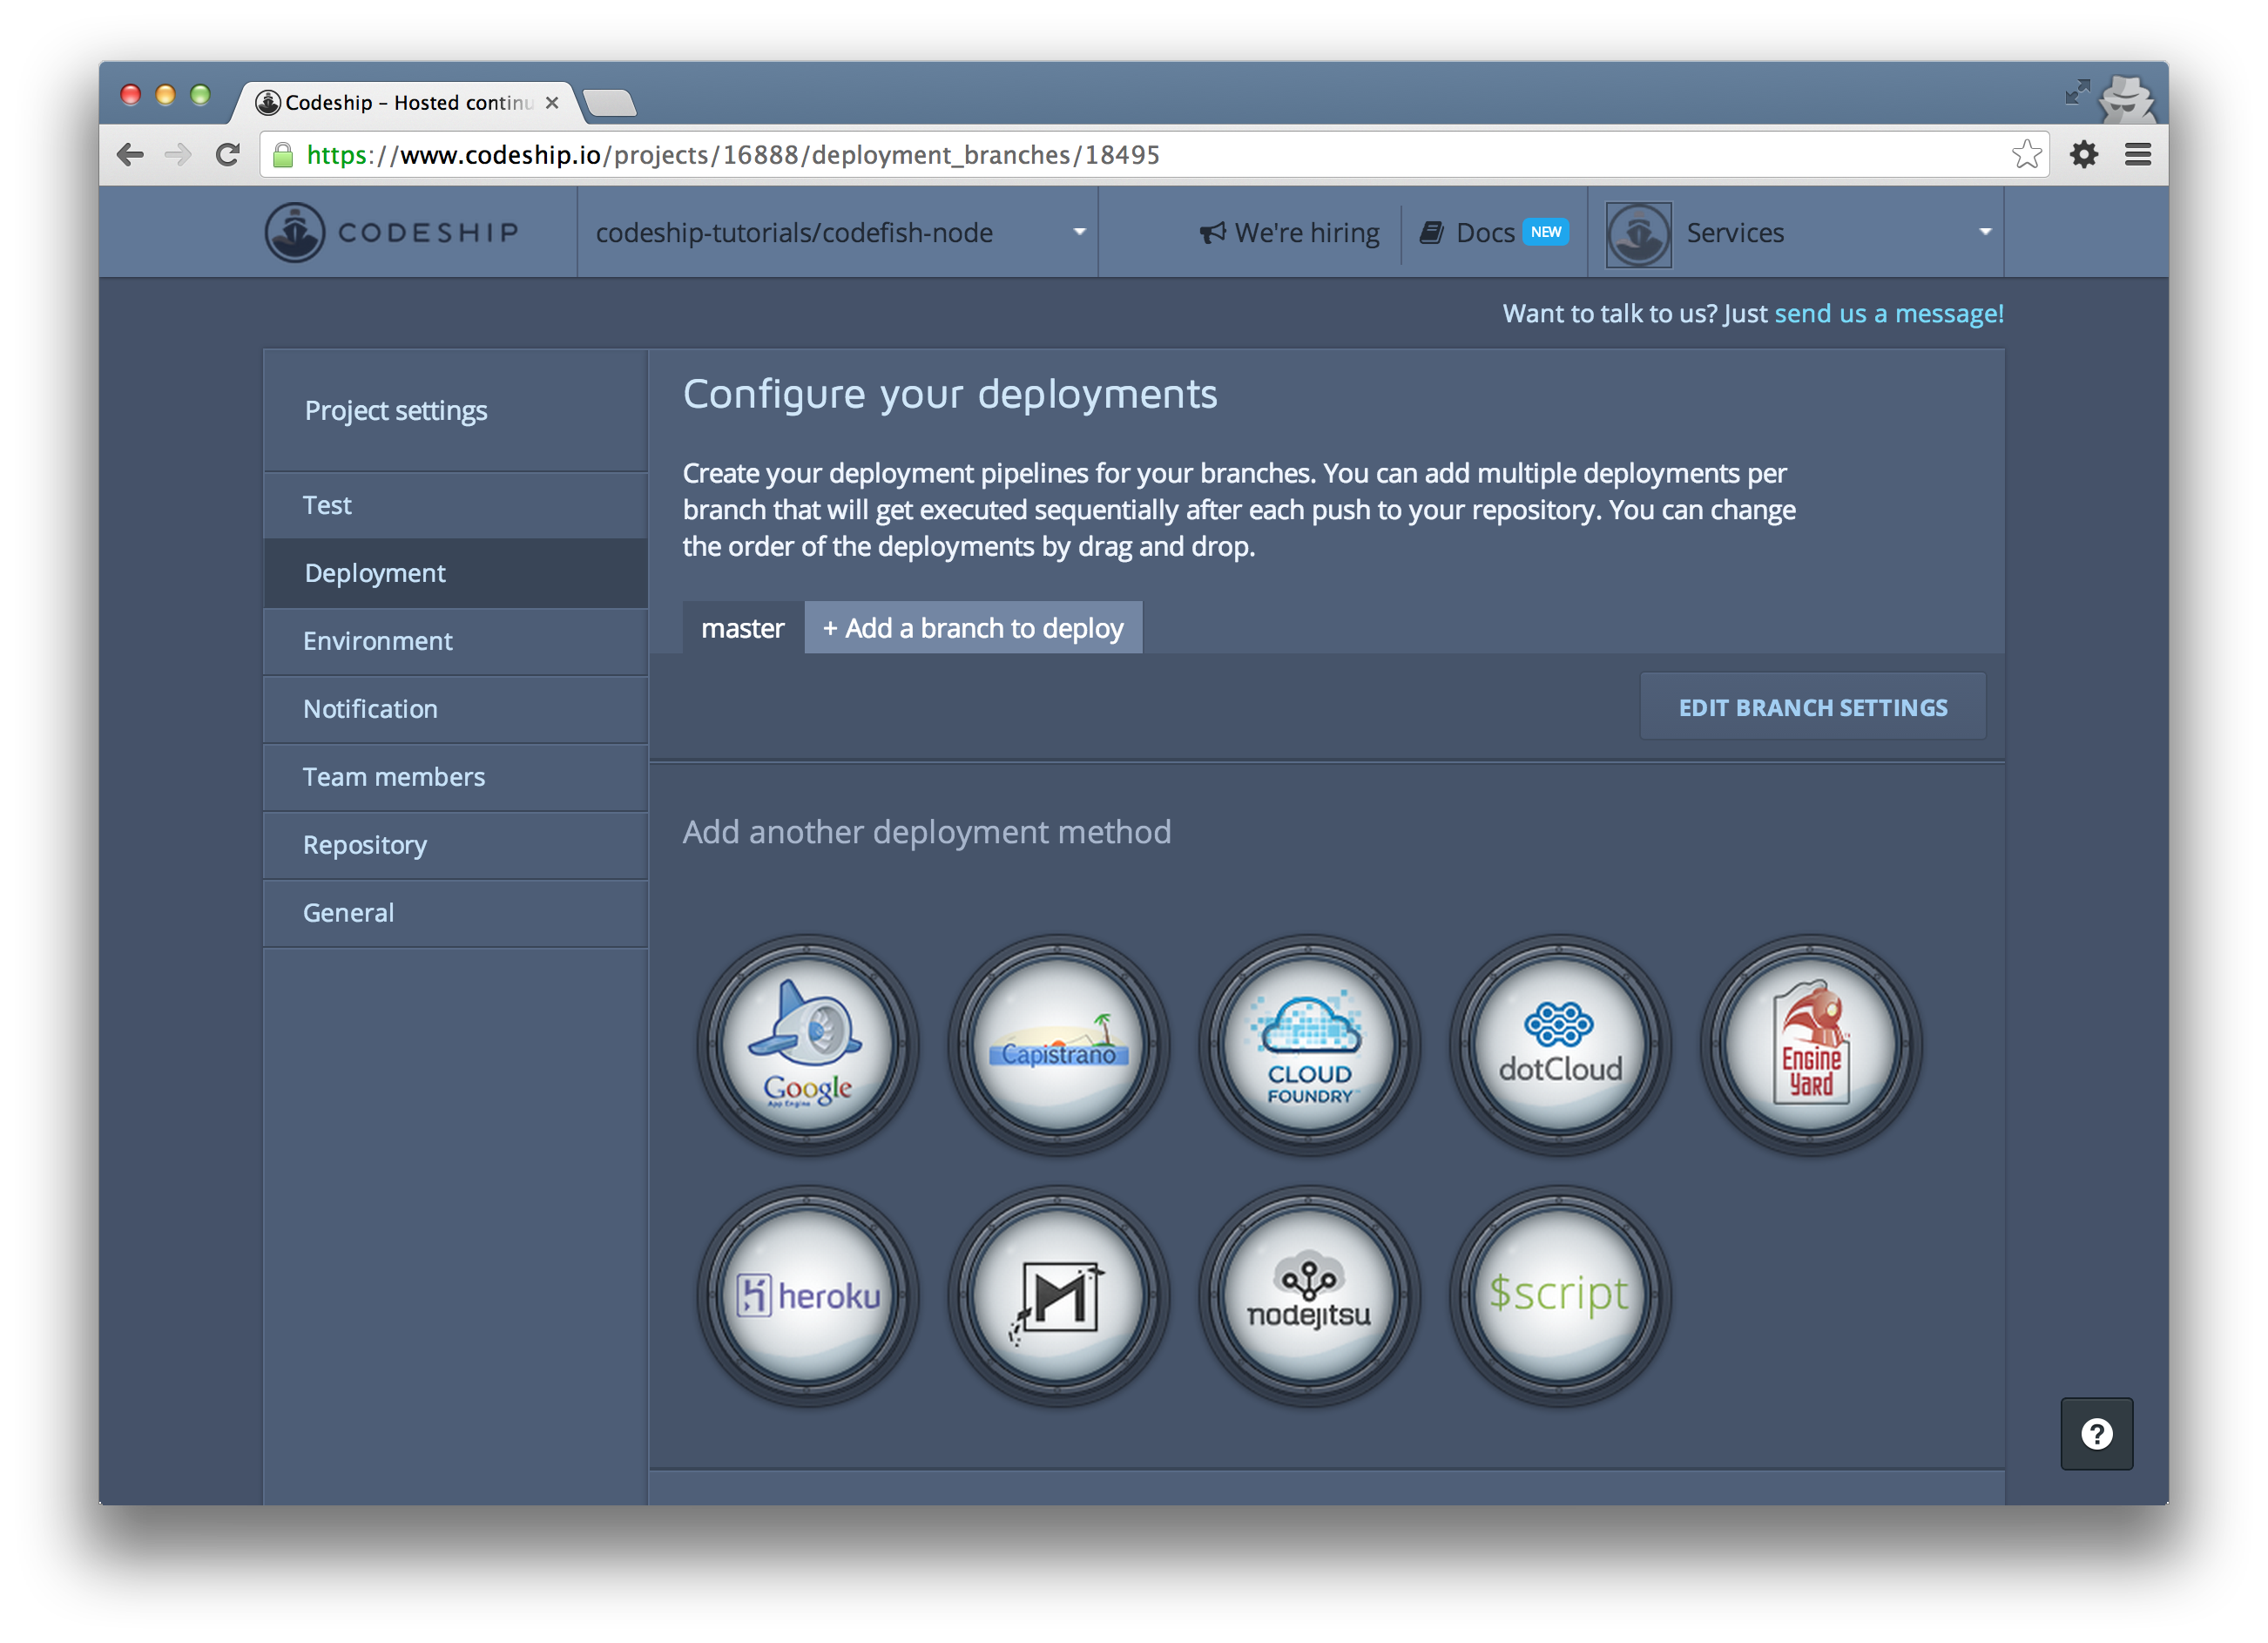 Codeship – Hosted continu
https://www.codeship.io/projects/16888/deployment_branches/18495
CODESHIP
codeship-tutorials/codefish-node
We're hiring
Docs NEW
Services
Want to talk to us? Just send us a message!
Project settings
Test
Deployment
Environment
Notification
Team members
Repository
General
Configure your deployments
Create your deployment pipelines for your branches. You can add multiple deployments per
branch that will get executed sequentially after each push to your repository. You can change
the order of the deployments by drag and drop.
master
+ Add a branch to deploy
EDIT BRANCH SETTINGS
Add another deployment method
Google
App Engine
Capistrano
CLOUD
FOUNDRY™
dotCloud
Engine
Yard
heroku
M
nodejitsu
$script
?